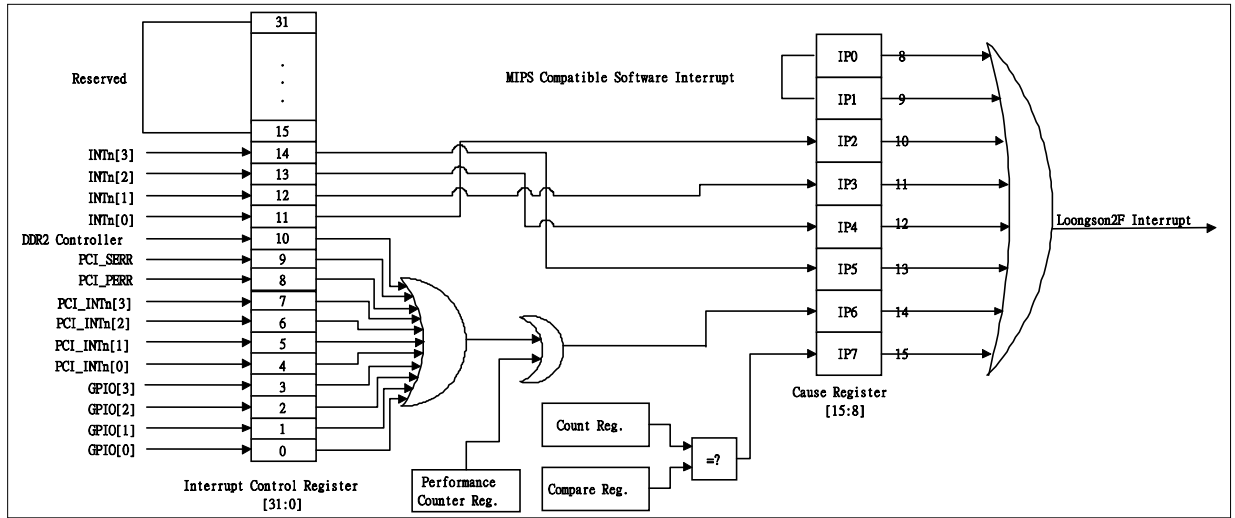 31
.
.
.
Reserved
15
INTn[3]
14
INTn[2]
13
INTn[1]
12
INTn[0]
11
DDR2 Controller
10
PCI_SERR
9
PCI_PERR
8
PCI_INTn[3]
7
PCI_INTn[2]
6
PCI_INTn[1]
5
PCI_INTn[0]
4
GPIO[3]
3
GPIO[2]
2
GPIO[1]
1
GPIO[0]
0
Interrupt Control Register
[31:0]
MIPS Compatible Software Interrupt
IP0
8
IP1
9
IP2
10
IP3
11
IP4
12
IP5
13
IP6
14
IP7
15
Cause Register
[15:8]
Loongson2F Interrupt
Performance
Counter Reg.
Count Reg.
Compare Reg.
=?